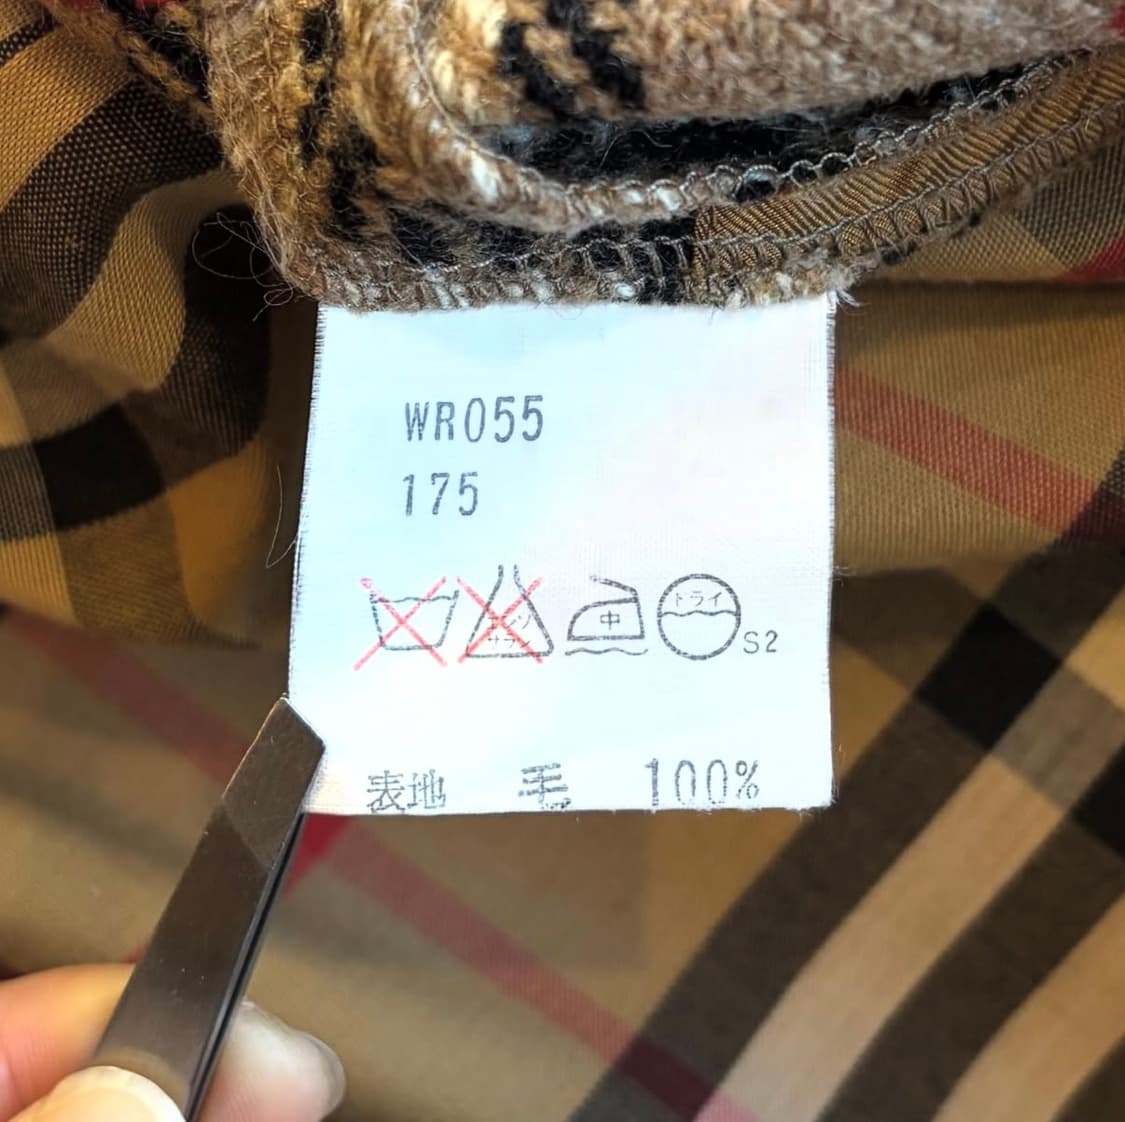 WR055
175
エンソ
サラシ
中
ドライ
S2
表地 毛 100%